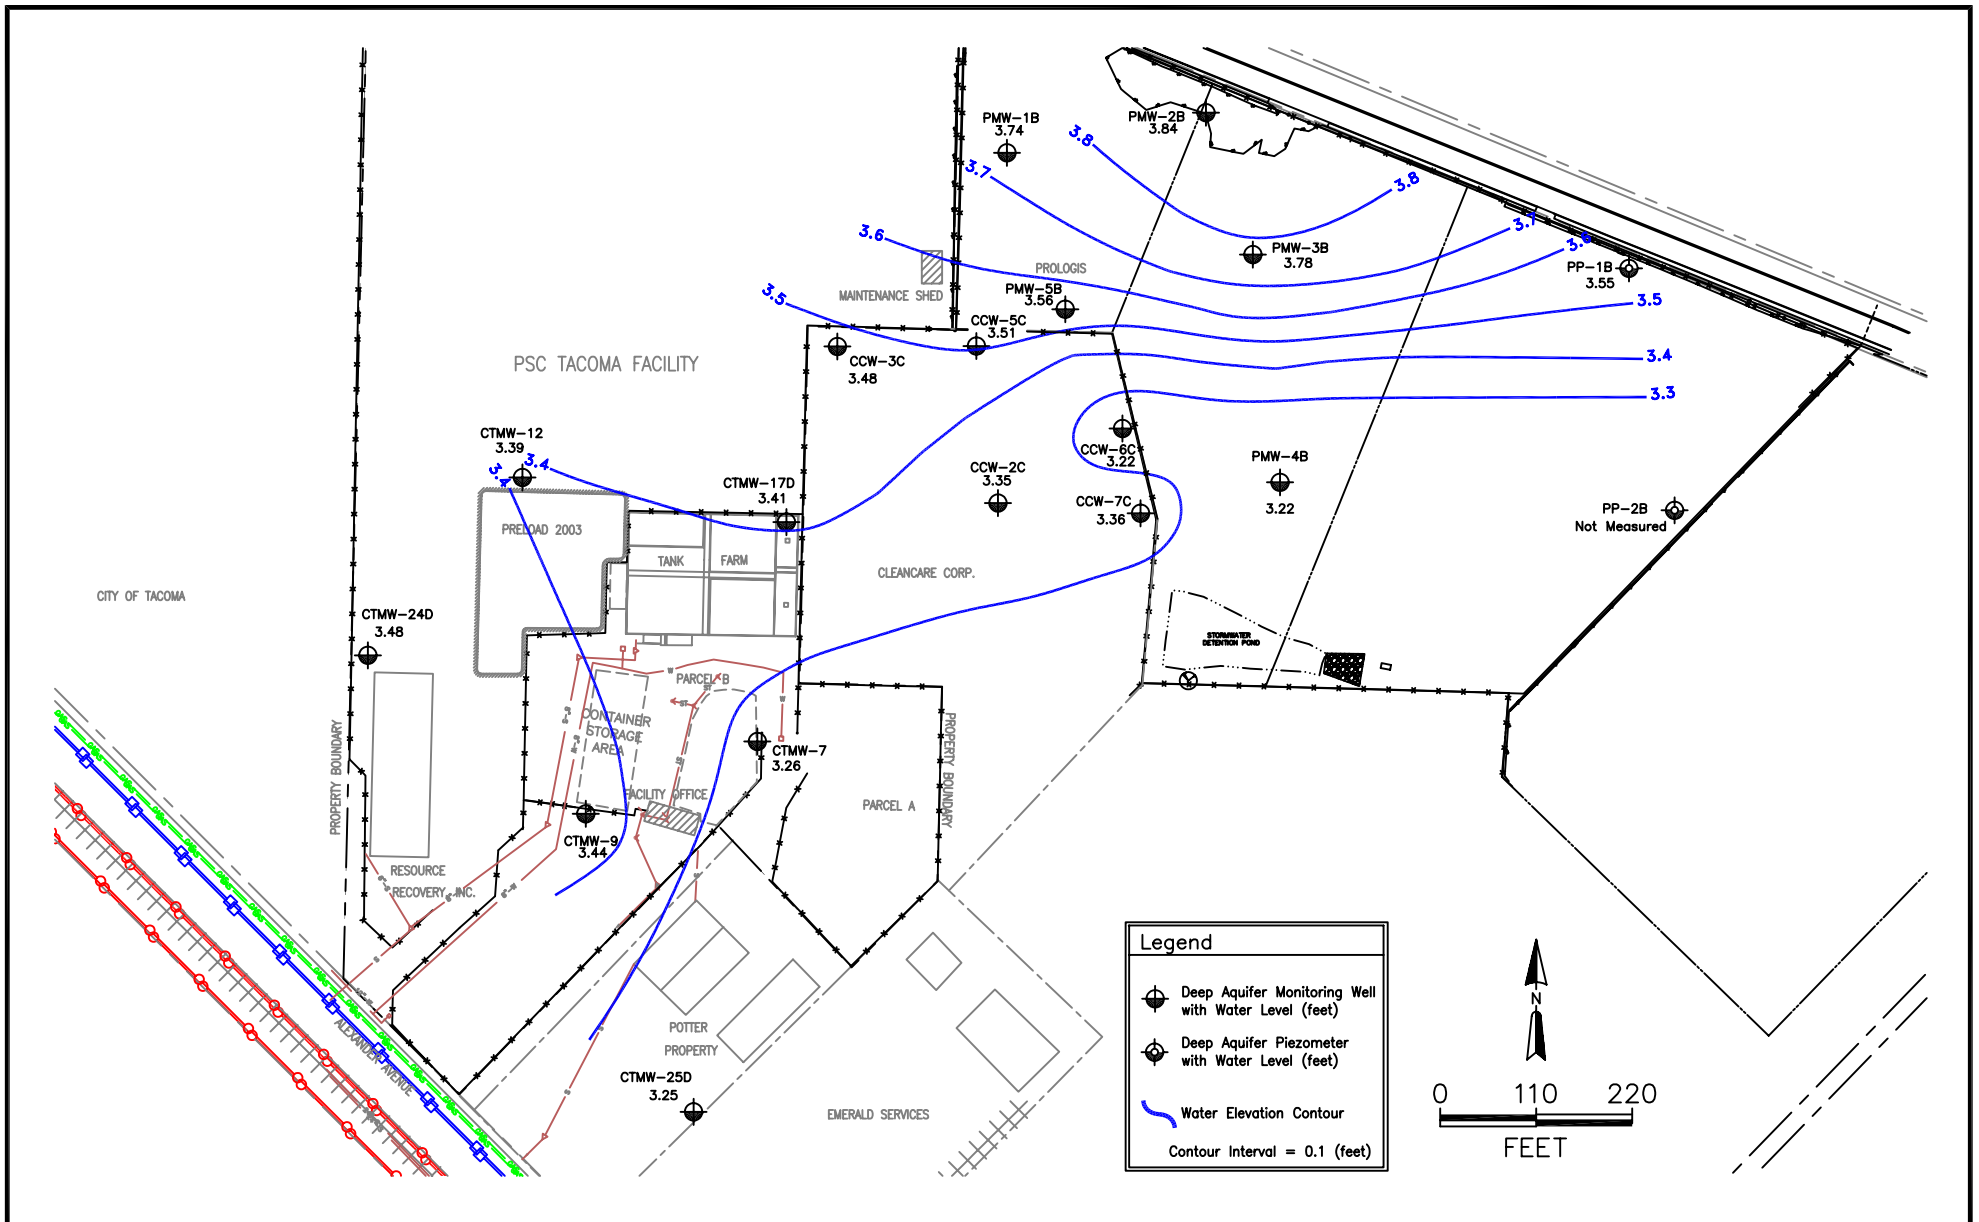 PMW-1B
3.74
PMW-2B
3.84
3.8
3.7
3.8
3.6
3.7
3.6
PMW-3B
3.78
PROLOGIS
PP-1B
3.55
MAINTENANCE SHED
PMW-5B
3.56
3.5
3.5
CCW-5C
3.51
PSC TACOMA FACILITY
CCW-3C
3.48
3.4
3.3
CTMW-12
3.39
3.4
3.4
CTMW-17D
3.41
CCW-2C
3.35
CCW-6C
3.22
PMW-4B
3.22
CCW-7C
3.36
PP-2B
Not Measured
PRELOAD 2003
TANK FARM
CLEANCARE CORP.
CITY OF TACOMA
CTMW-24D
3.48
STORMWATER
DETENTION POND
PARCEL B
CONTAINER
STORAGE
AREA
PROPERTY BOUNDARY
PROPERTY BOUNDARY
CTMW-7
3.26
FACILITY OFFICE
PARCEL A
CTMW-9
3.44
RESOURCE
RECOVERY, INC.
ALEXANDER AVENUE
POTTER
PROPERTY
CTMW-25D
3.25
EMERALD SERVICES
Legend
Deep Aquifer Monitoring Well
with Water Level (feet)
Deep Aquifer Piezometer
with Water Level (feet)
Water Elevation Contour
Contour Interval = 0.1 (feet)
N
0 110 220
FEET